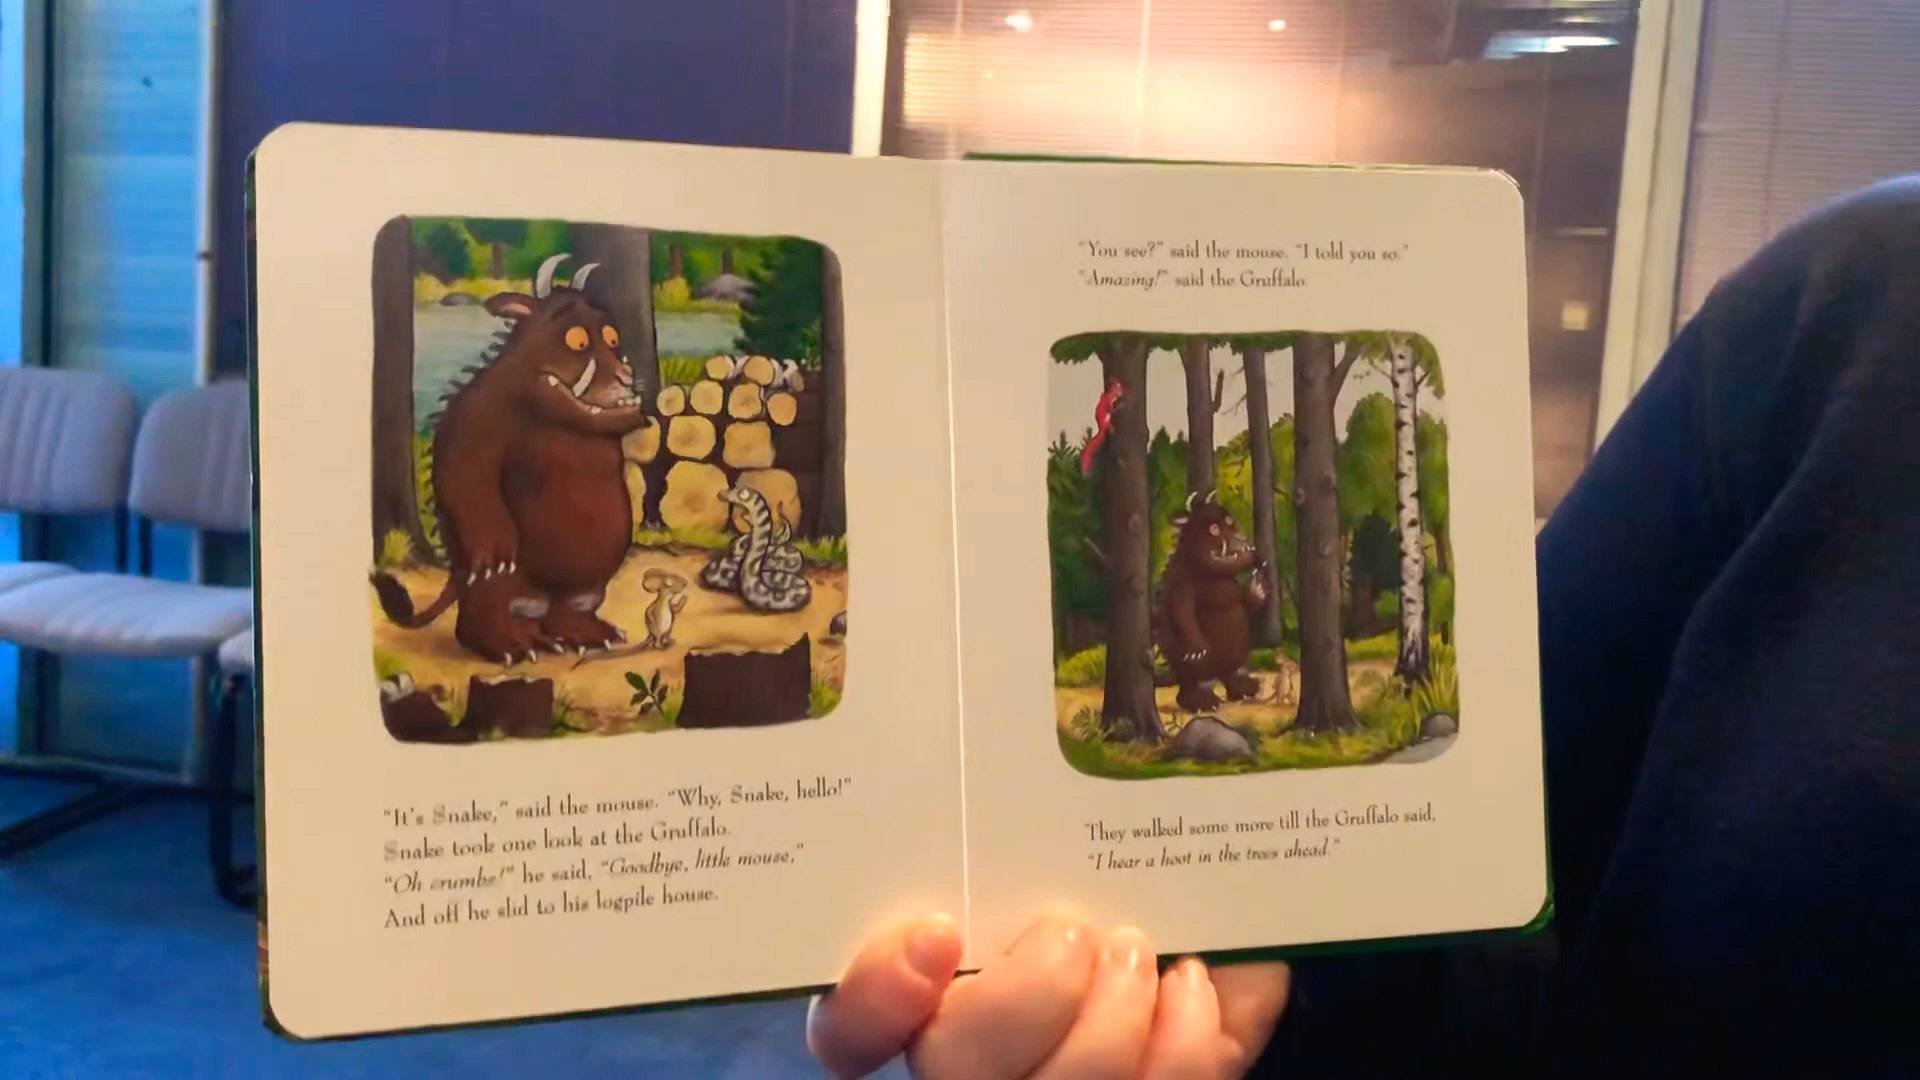 "It's Snake," said the mouse. "Why, Snake, hello!"
Snake took one look at the Gruffalo.
"Oh crumbs!" he said, "Goodbye, little mouse,"
And off he slid to his logpile house.
"You see?" said the mouse. "I told you so."
"Amazing!" said the Gruffalo.
They walked some more till the Gruffalo said,
"I hear a hoot in the trees ahead."